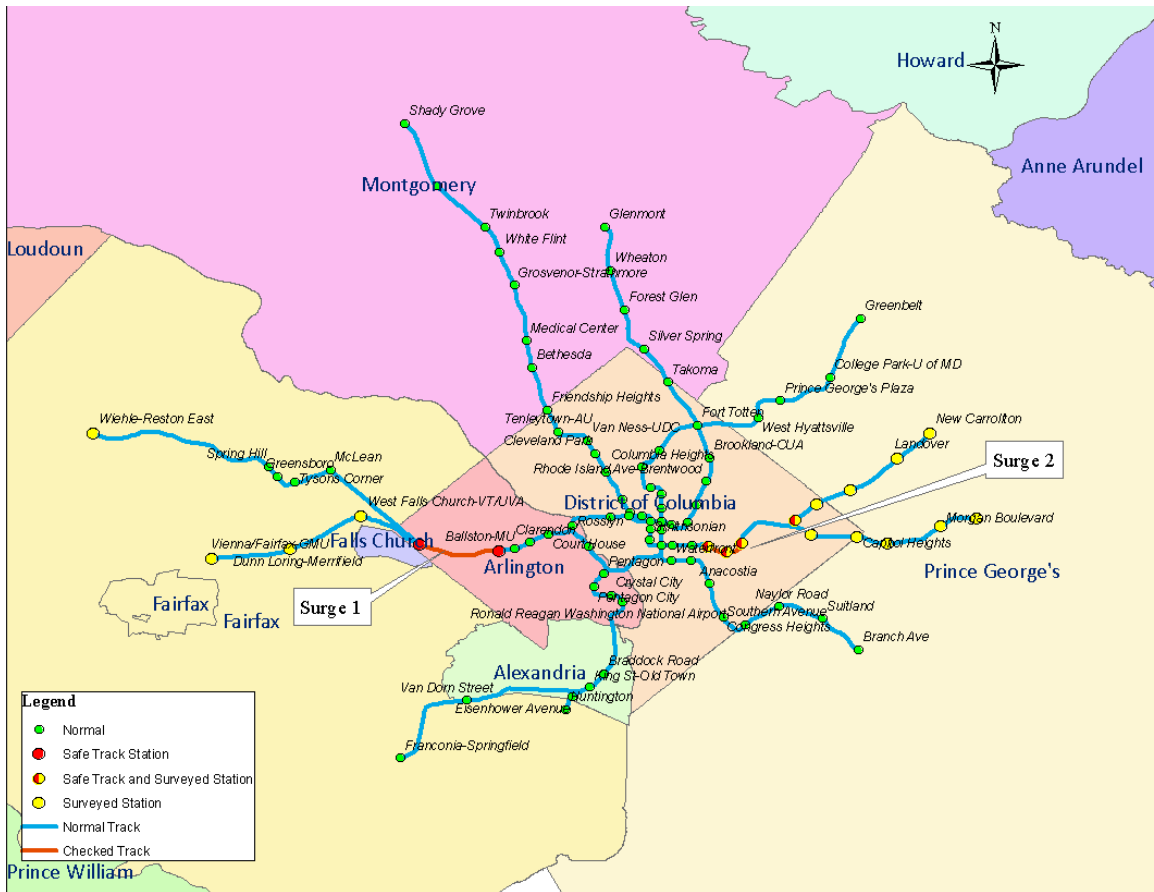 N
Howard
Anne Arundel
Shady Grove
Montgomery
Twinbrook
Glenmont
White Flint
Loudoun
Wheaton
Grosvenor-Strathmore
Forest Glen
Greenbelt
Medical Center
Silver Spring
Bethesda
College Park-U of MD
Takoma
Prince George's Plaza
Friendship Heights
Wiehle-Reston East
Tenleytown-AU
Van Ness-UDC
Fort Totten
New Carrollton
West Hyattsville
Cleveland Park
Landover
Brookland-CUA
Spring Hill
McLean
Columbia Heights
Greensboro
Surge 2
Rhode Island Ave-Brentwood
Tysons Corner
West Falls Church-VT/UVA
District of Columbia
Morgan Boulevard
Rosslyn
Clarendon
Ballston-MU
Falls Church
Vienna/Fairfax-GMU
Court House
Waterfront
Capitol Heights
Dunn Loring-Merrifield
Arlington
Pentagon
Anacostia
Prince George's
Crystal City
Fairfax
Surge 1
Pentagon City
Naylor Road
Fairfax
Ronald Reagan Washington National Airport
Southern Avenue
Suitland
Congress Heights
Branch Ave
Braddock Road
Alexandria
King St-Old Town
Van Dorn Street
Huntington
Eisenhower Avenue
Franconia-Springfield
Legend
Normal
Safe Track Station
Safe Track and Surveyed Station
Surveyed Station
Normal Track
Checked Track
Prince William